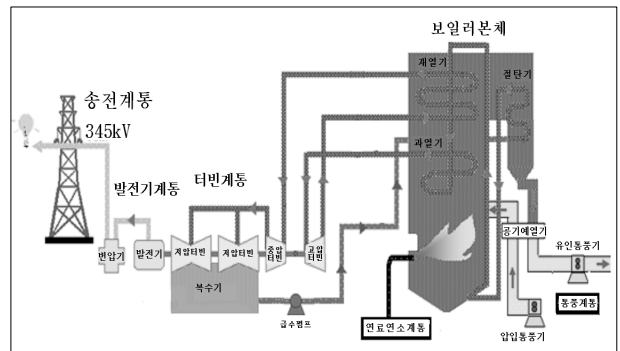 보일러본체
재열기
절탄기
송전계통
345kV
과열기
발전기계통
터빈계통
공기예열기
유인통풍기
변압기
발전기
저압터빈
저압터빈
중압
터빈
고압
터빈
복수기
급수펌프
연료연소계통
압입통풍기
통풍계통